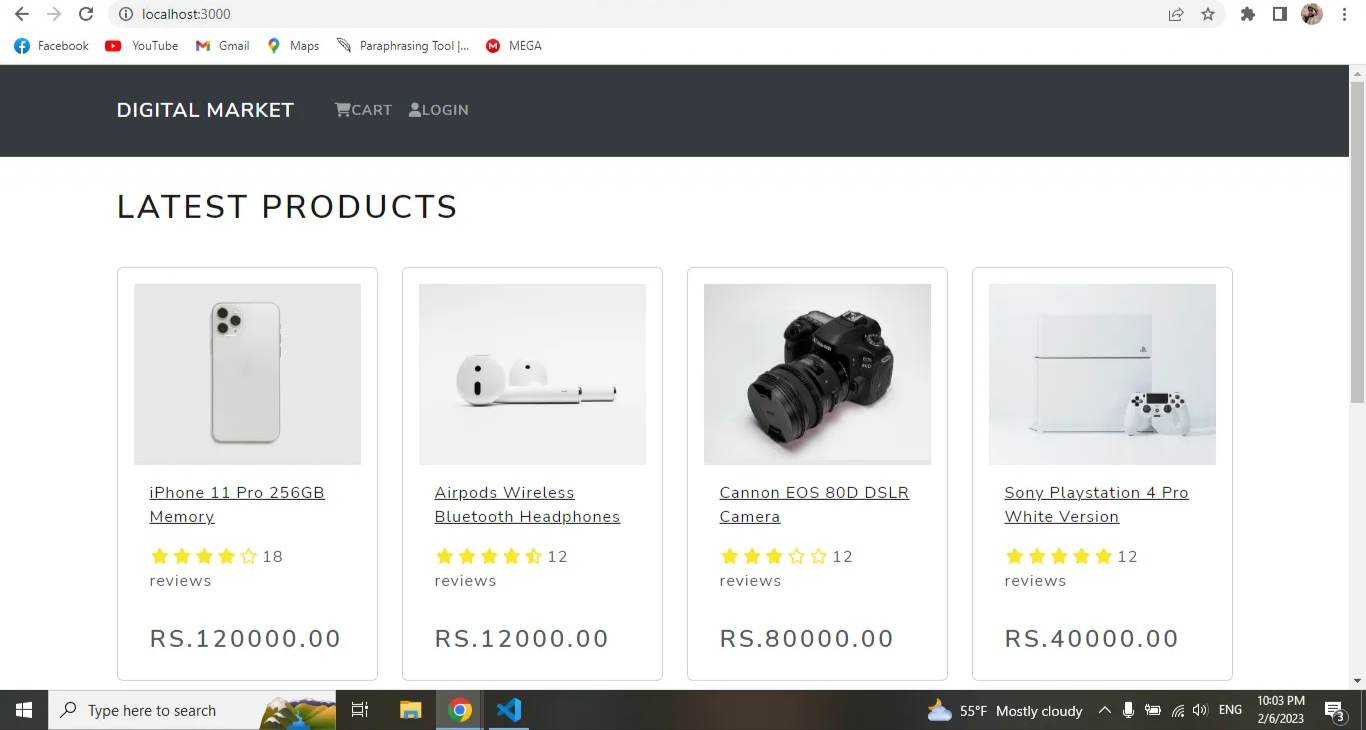 localhost:3000
Facebook YouTube Gmail Maps Paraphrasing Tool |... MEGA
DIGITAL MARKET CART LOGIN
LATEST PRODUCTS
Canon
EOS
80D
iPhone 11 Pro 256GB
Memory
18
reviews
RS.120000.00
Airpods Wireless
Bluetooth Headphones
12
reviews
RS.12000.00
Cannon EOS 80D DSLR
Camera
12
reviews
RS.80000.00
Sony Playstation 4 Pro
White Version
12
reviews
RS.40000.00
Type here to search
55°F Mostly cloudy
ENG
10:03 PM
2/6/2023
3